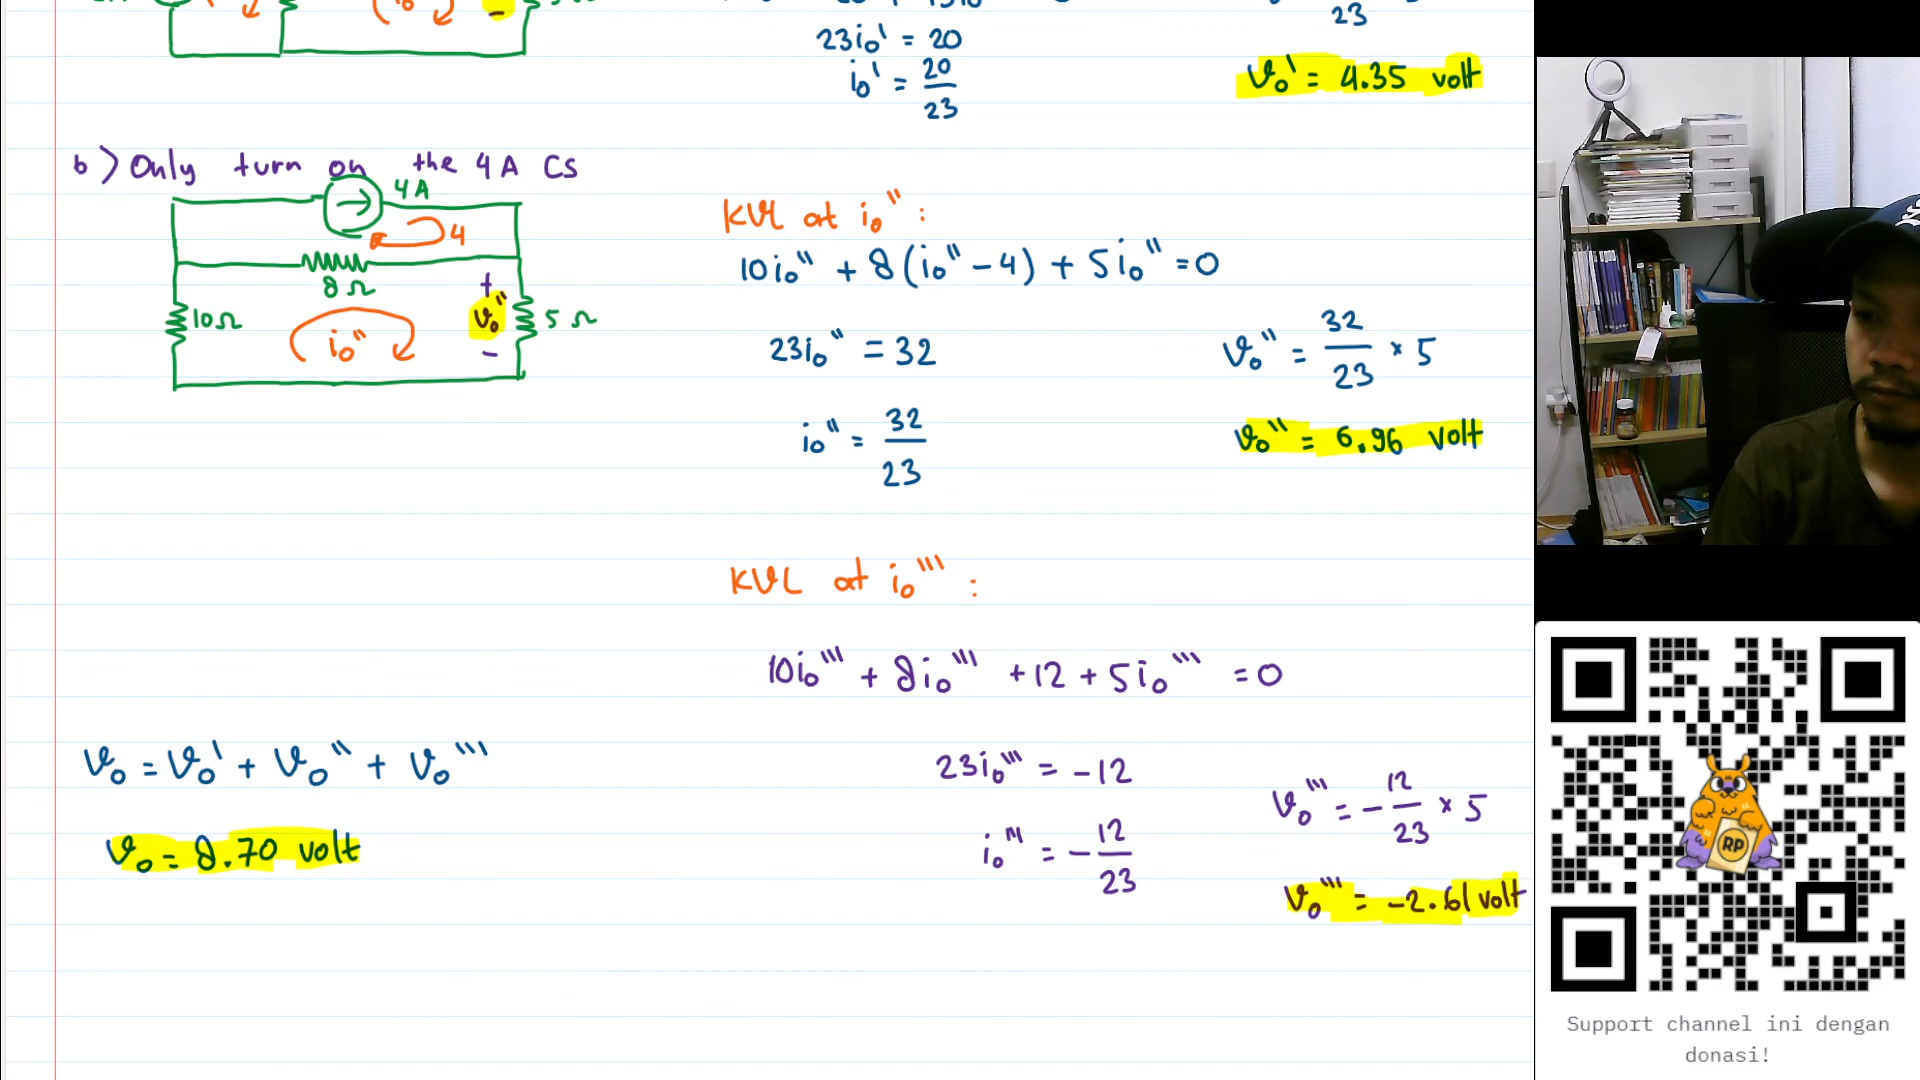 23
23i₀' = 20
i₀' = 20/23
v₀' = 4.35 volt
b) Only turn on the 4 A CS
4 A
4
8 Ω
10 Ω
i₀''
+
v₀''
-
5 Ω
KVL at i₀'' :
10i₀'' + 8(i₀'' - 4) + 5i₀'' = 0
23i₀'' = 32
i₀'' = 32/23
v₀'' = 32/23 × 5
v₀'' = 6.96 volt
KVL at i₀''' :
10i₀''' + 8i₀''' + 12 + 5i₀''' = 0
23i₀''' = -12
i₀''' = -12/23
v₀''' = -12/23 × 5
v₀''' = -2.61 volt
v₀ = v₀' + v₀'' + v₀'''
v₀ = 8.70 volt
RP
Support channel ini dengan
donasi!